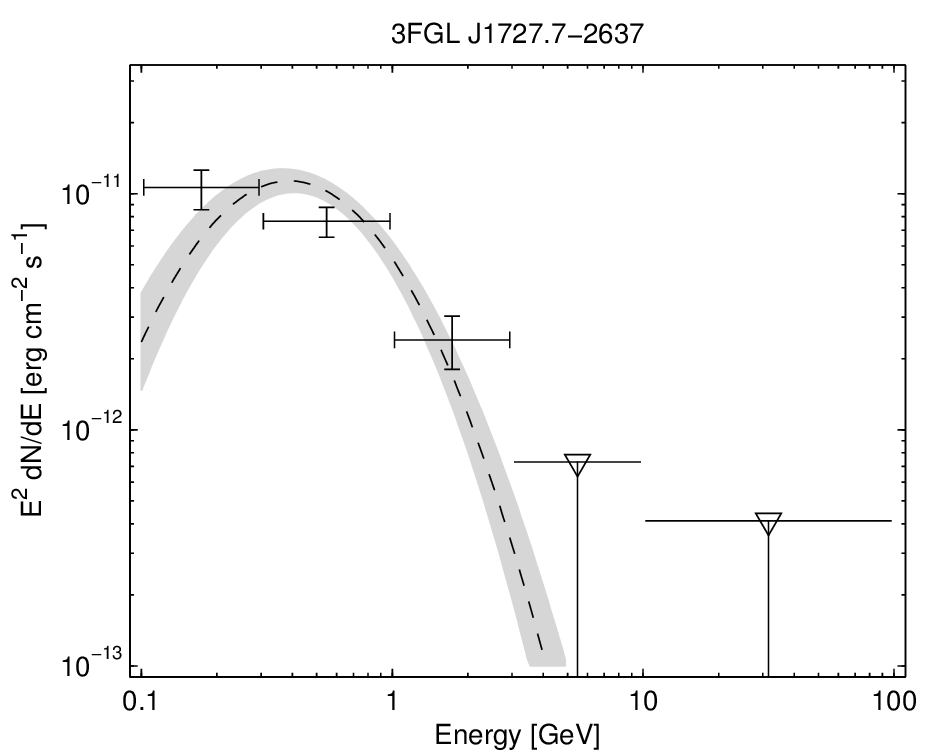 3FGL J1727.7−2637
E² dN/dE [erg cm⁻² s⁻¹]
10⁻¹¹
10⁻¹²
10⁻¹³
0.1 1 10 100
Energy [GeV]